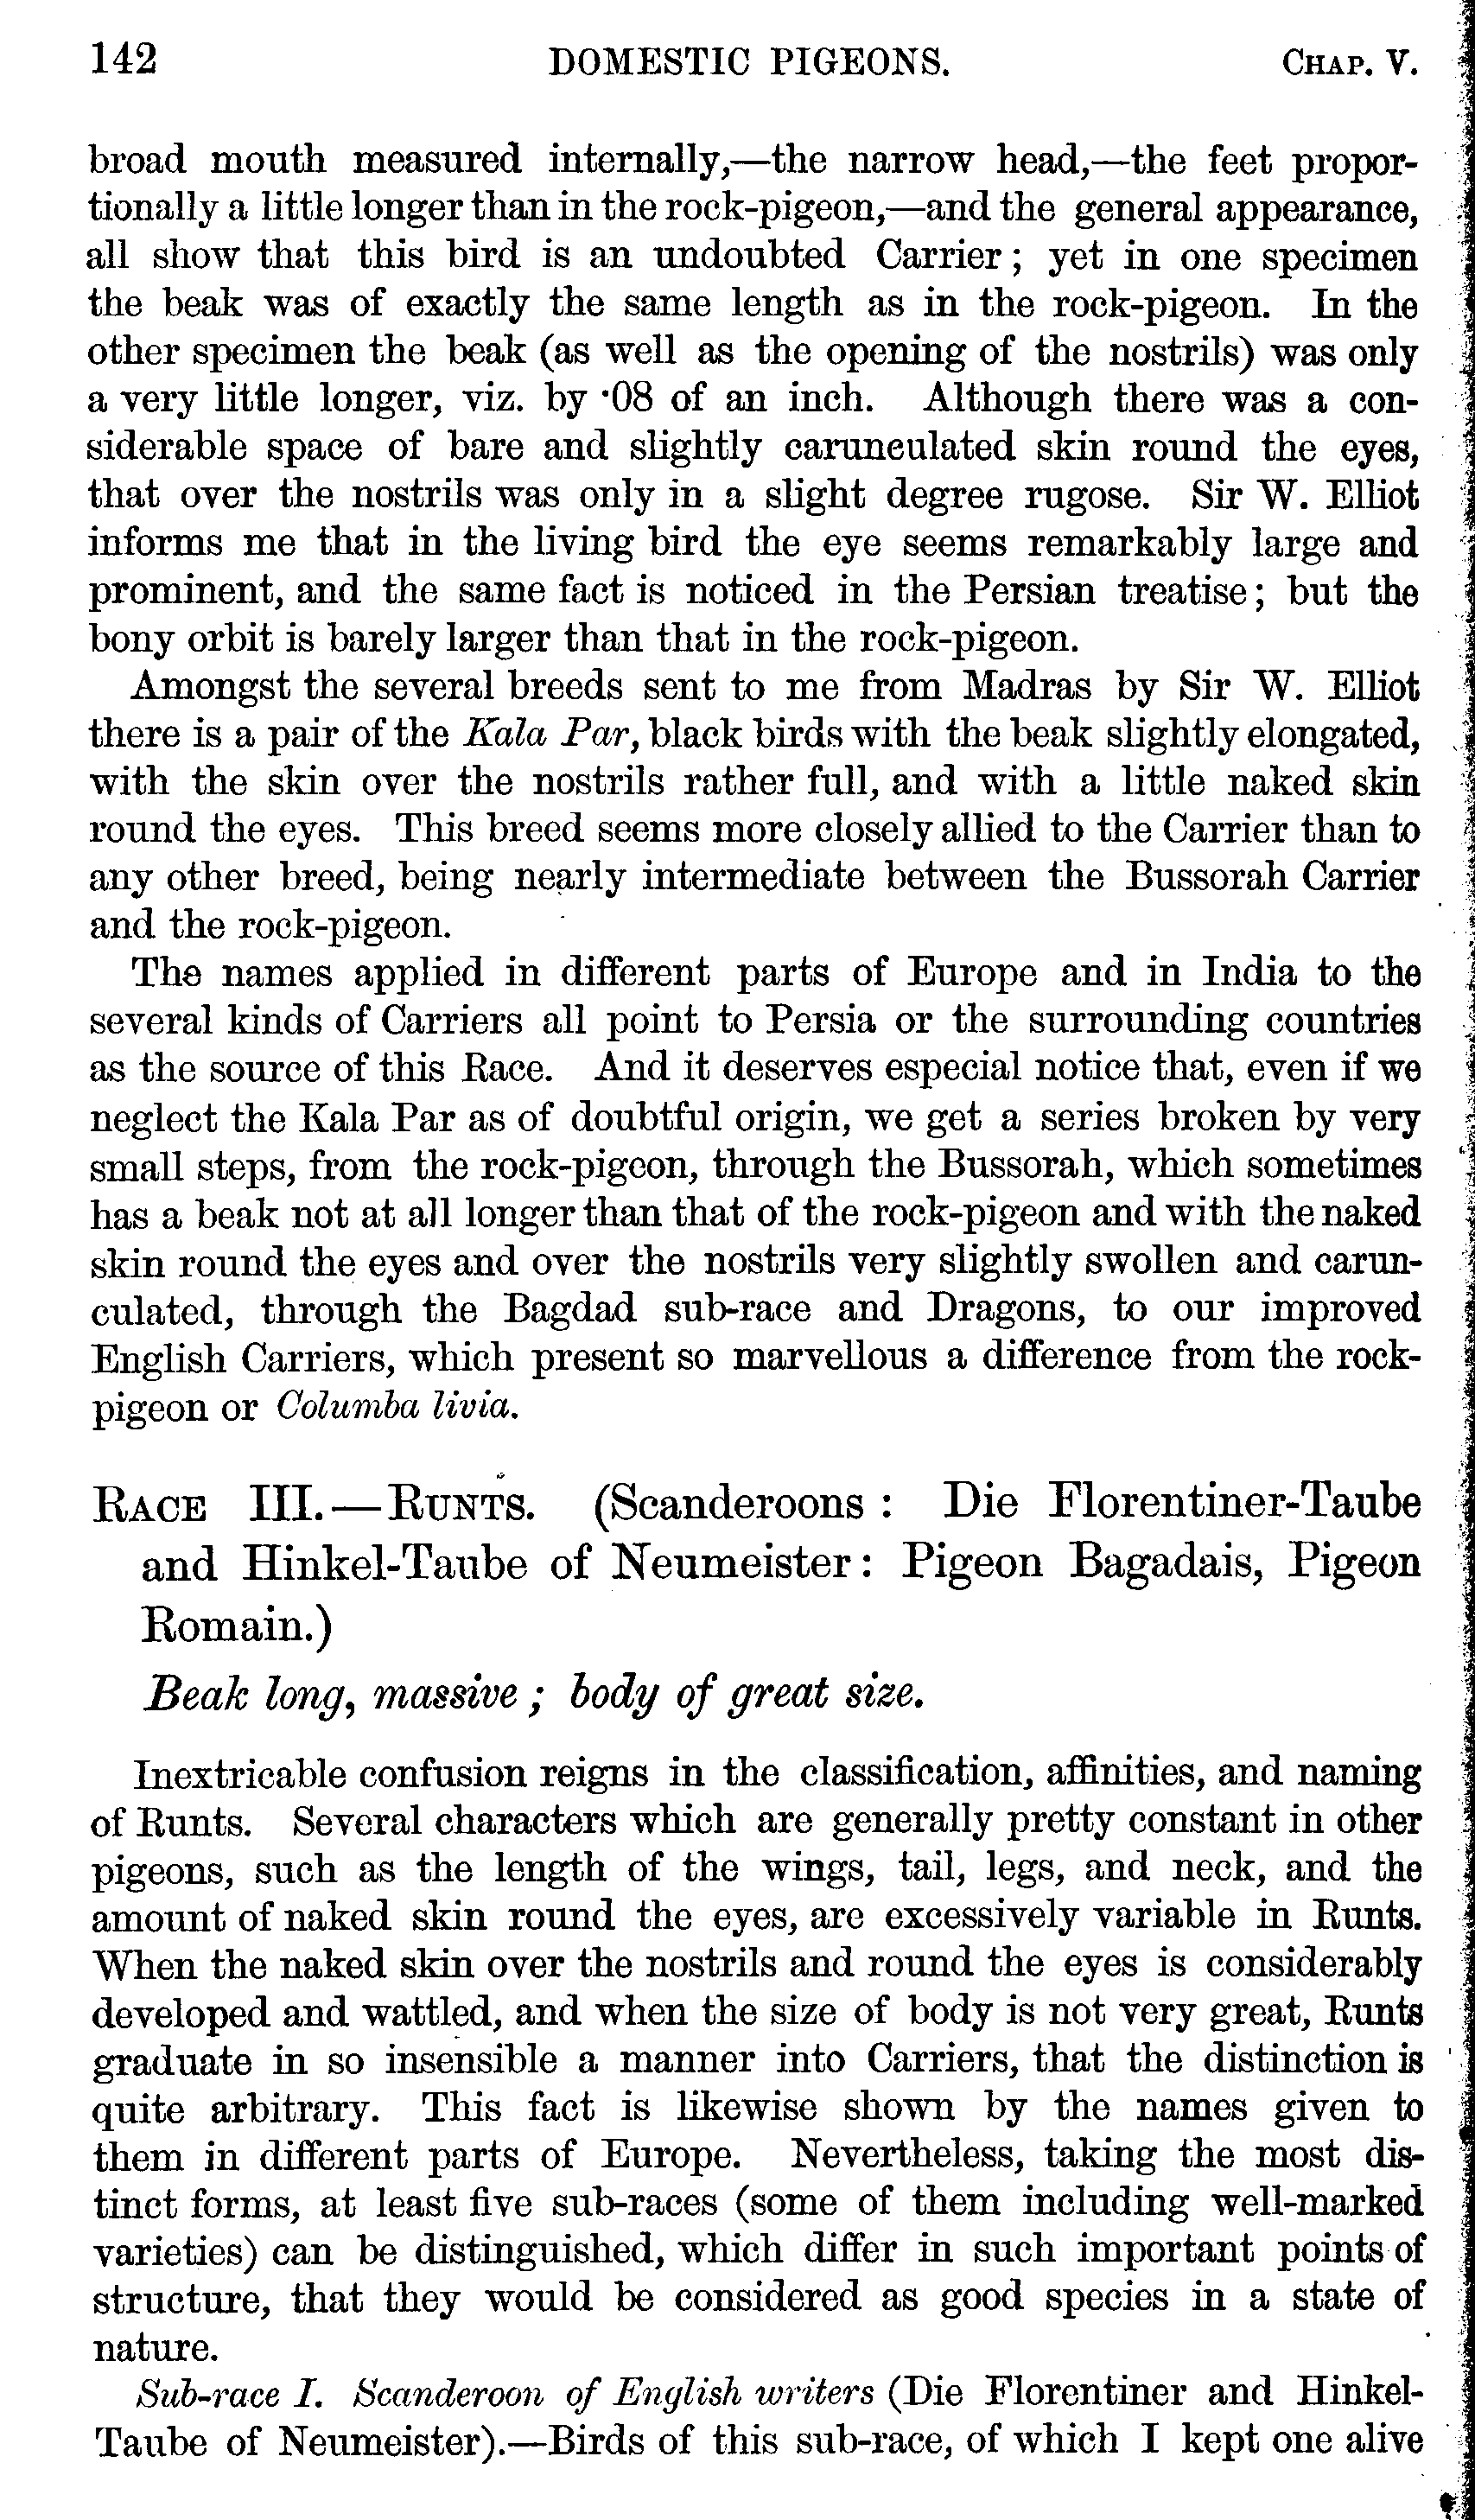 142 DOMESTIC PIGEONS. CHAP. V.
broad mouth measured internally,—the narrow head,—the feet propor-
tionally a little longer than in the rock-pigeon,—and the general appearance,
all show that this bird is an undoubted Carrier; yet in one specimen
the beak was of exactly the same length as in the rock-pigeon. In the
other specimen the beak (as well as the opening of the nostrils) was only
a very little longer, viz. by ·08 of an inch. Although there was a con-
siderable space of bare and slightly carunculated skin round the eyes,
that over the nostrils was only in a slight degree rugose. Sir W. Elliot
informs me that in the living bird the eye seems remarkably large and
prominent, and the same fact is noticed in the Persian treatise; but the
bony orbit is barely larger than that in the rock-pigeon.
Amongst the several breeds sent to me from Madras by Sir W. Elliot
there is a pair of the Kala Par, black birds with the beak slightly elongated,
with the skin over the nostrils rather full, and with a little naked skin
round the eyes. This breed seems more closely allied to the Carrier than to
any other breed, being nearly intermediate between the Bussorah Carrier
and the rock-pigeon.
The names applied in different parts of Europe and in India to the
several kinds of Carriers all point to Persia or the surrounding countries
as the source of this Race. And it deserves especial notice that, even if we
neglect the Kala Par as of doubtful origin, we get a series broken by very
small steps, from the rock-pigeon, through the Bussorah, which sometimes
has a beak not at all longer than that of the rock-pigeon and with the naked
skin round the eyes and over the nostrils very slightly swollen and carun-
culated, through the Bagdad sub-race and Dragons, to our improved
English Carriers, which present so marvellous a difference from the rock-
pigeon or Columba livia.
RACE III.—RUNTS. (Scanderoons: Die Florentiner-Taube
and Hinkel-Taube of Neumeister: Pigeon Bagadais, Pigeon
Romain.)
Beak long, massive; body of great size.
Inextricable confusion reigns in the classification, affinities, and naming
of Runts. Several characters which are generally pretty constant in other
pigeons, such as the length of the wings, tail, legs, and neck, and the
amount of naked skin round the eyes, are excessively variable in Runts.
When the naked skin over the nostrils and round the eyes is considerably
developed and wattled, and when the size of body is not very great, Runts
graduate in so insensible a manner into Carriers, that the distinction is
quite arbitrary. This fact is likewise shown by the names given to
them in different parts of Europe. Nevertheless, taking the most dis-
tinct forms, at least five sub-races (some of them including well-marked
varieties) can be distinguished, which differ in such important points of
structure, that they would be considered as good species in a state of
nature.
Sub-race I. Scanderoon of English writers (Die Florentiner and Hinkel-
Taube of Neumeister).—Birds of this sub-race, of which I kept one alive